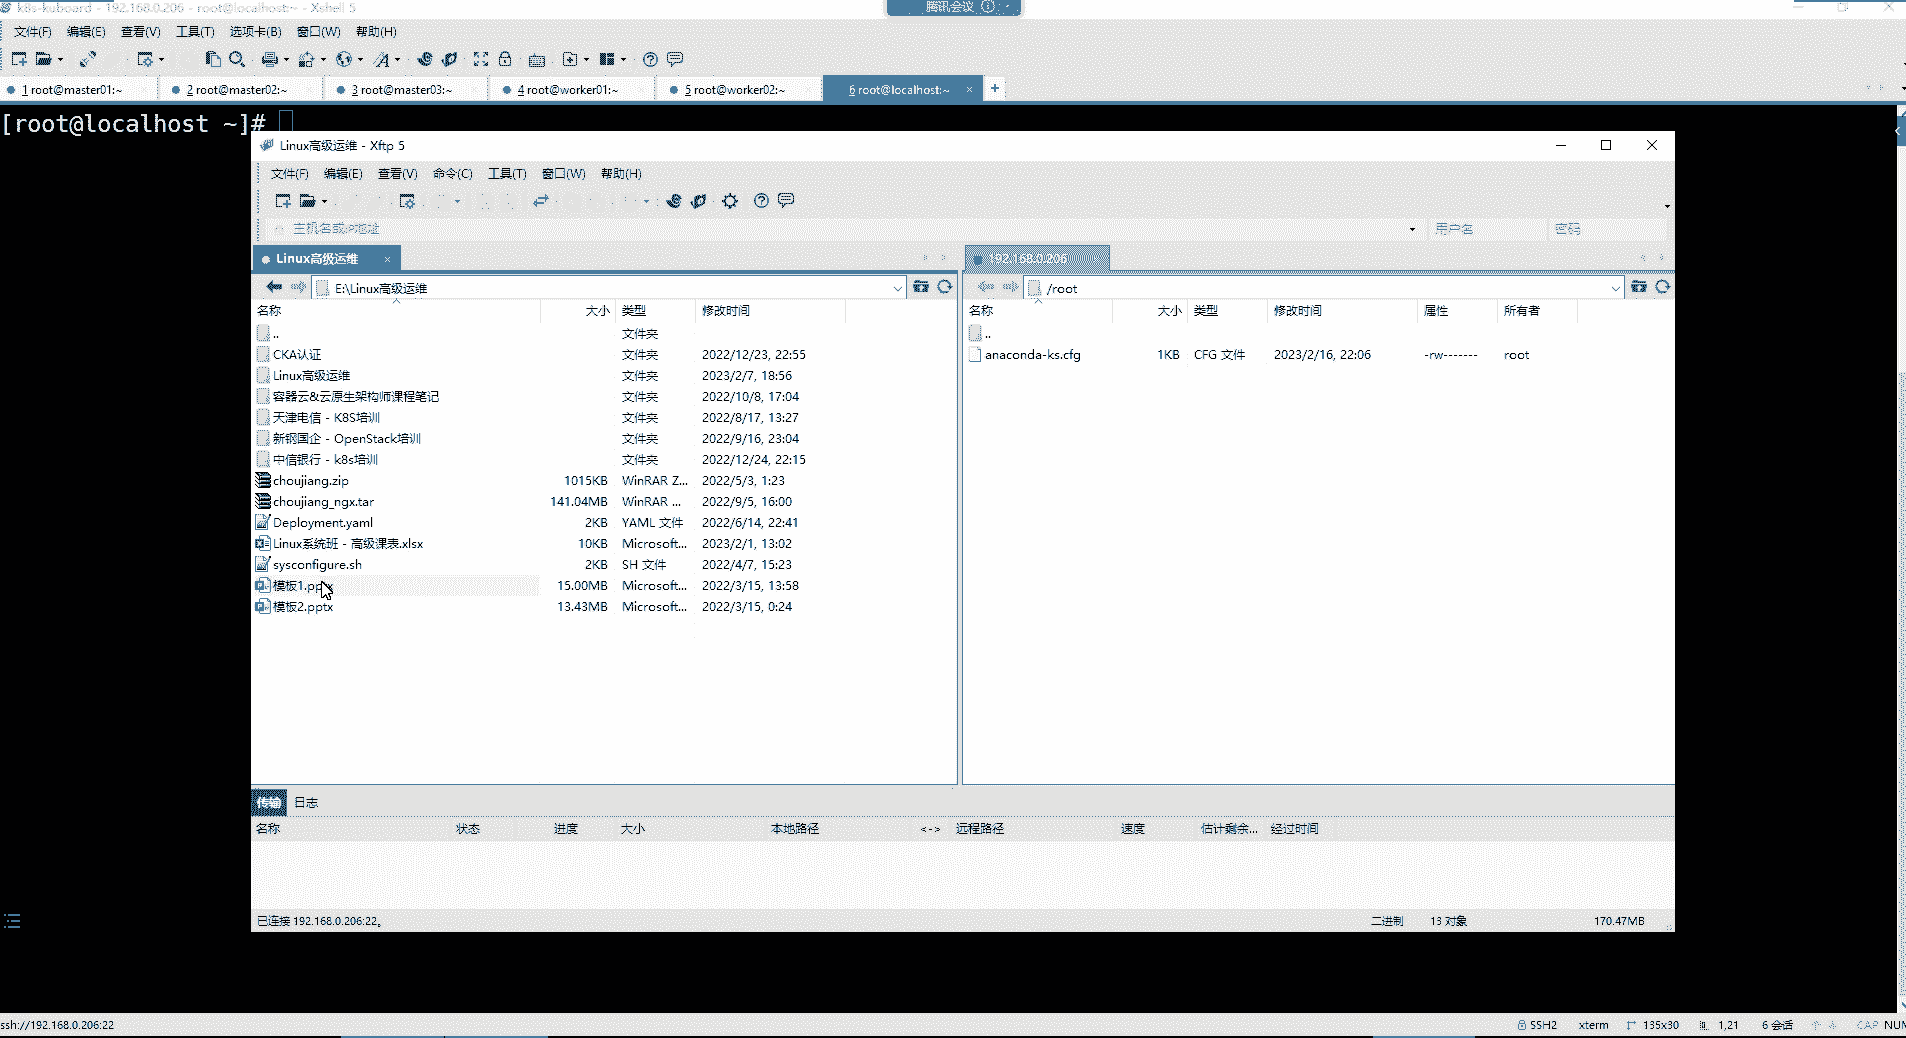 k8s-kuboard - 192.168.0.206 - root@localhost:~ - Xshell 5
腾讯会议
文件(F) 编辑(E) 查看(V) 工具(T) 选项卡(B) 窗口(W) 帮助(H)
1 root@master01:~ 2 root@master02:~ 3 root@master03:~ 4 root@worker01:~ 5 root@worker02:~ 6 root@localhost:~ × +
[root@localhost ~]#
Linux高级运维 - Xftp 5
文件(F) 编辑(E) 查看(V) 命令(C) 工具(T) 窗口(W) 帮助(H)
主机名或IP地址 用户名 密码
Linux高级运维 × 192.168.0.206
E:\Linux高级运维 /root
名称 大小 类型 修改时间 名称 大小 类型 修改时间 属性 所有者
.. 文件夹 ..
CKA认证 文件夹 2022/12/23, 22:55 anaconda-ks.cfg 1KB CFG 文件 2023/2/16, 22:06 -rw------- root
Linux高级运维 文件夹 2023/2/7, 18:56
容器云&云原生架构师课程笔记 文件夹 2022/10/8, 17:04
天津电信 - K8S培训 文件夹 2022/8/17, 13:27
新钢国企 - OpenStack培训 文件夹 2022/9/16, 23:04
中信银行 - k8s培训 文件夹 2022/12/24, 22:15
choujiang.zip 1015KB WinRAR Z... 2022/5/3, 1:23
choujiang_ngx.tar 141.04MB WinRAR ... 2022/9/5, 16:00
Deployment.yaml 2KB YAML 文件 2022/6/14, 22:41
Linux系统班 - 高级课表.xlsx 10KB Microsoft... 2023/2/1, 13:02
sysconfigure.sh 2KB SH 文件 2022/4/7, 15:23
模板1.pptx 15.00MB Microsoft... 2022/3/15, 13:58
模板2.pptx 13.43MB Microsoft... 2022/3/15, 0:24
传输 日志
名称 状态 进度 大小 本地路径 <-> 远程路径 速度 估计剩余... 经过时间
已连接 192.168.0.206:22。 二进制 13 对象 170.47MB
ssh://192.168.0.206:22 SSH2 xterm 135x30 1,21 6 会话 CAP NUM